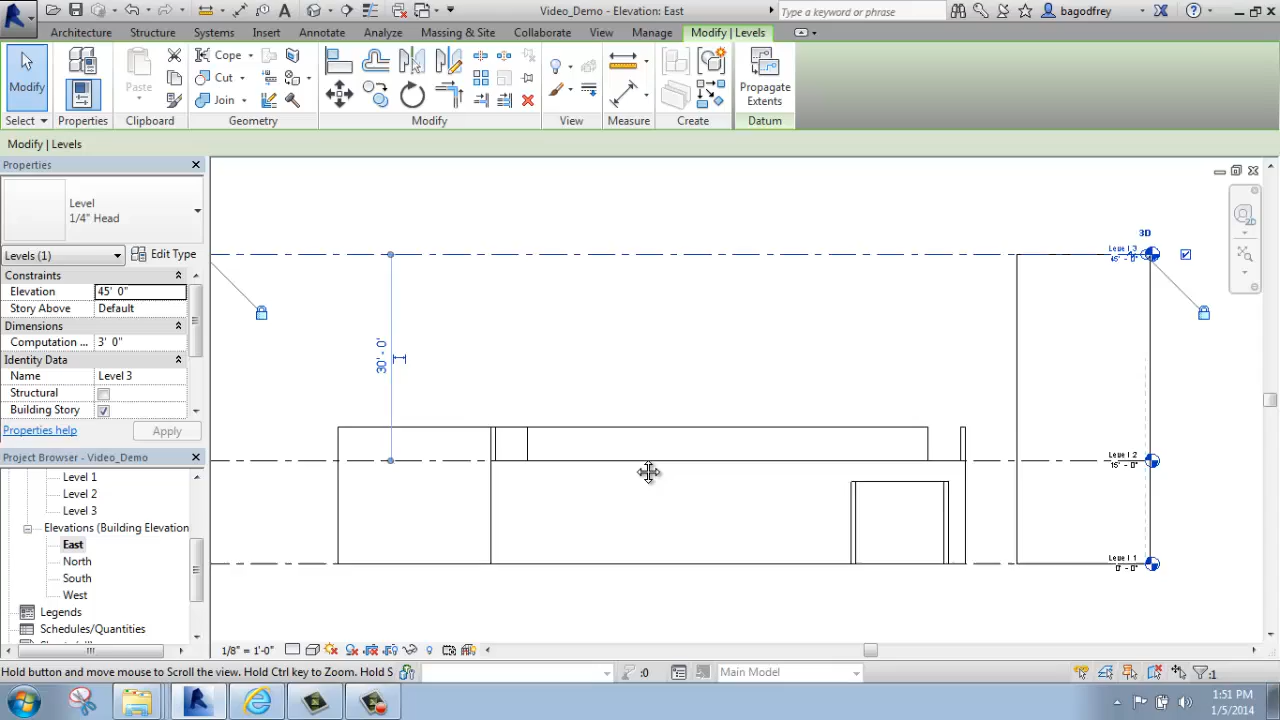 Video_Demo - Elevation: East
Type a keyword or phrase
bagodfrey
Architecture Structure Systems Insert Annotate Analyze Massing & Site Collaborate View Manage Modify | Levels
Modify
Paste
Cope
Cut
Join
Propagate
Extents
Select Properties Clipboard Geometry Modify View Measure Create Datum
Modify | Levels
Properties
Level
1/4" Head
Levels (1)
Edit Type
Constraints
Elevation 45' 0"
Story Above Default
Dimensions
Computation ... 3' 0"
Identity Data
Name Level 3
Structural
Building Story
Properties help
Apply
Project Browser - Video_Demo
Level 1
Level 2
Level 3
Elevations (Building Elevation
East
North
South
West
Legends
Schedules/Quantities
3D
2D
Level 3
45' - 0"
30' - 0"
Level 2
15' - 0"
Level 1
0' - 0"
1/8" = 1'-0"
Hold button and move mouse to Scroll the view. Hold Ctrl key to Zoom. Hold S
:0
Main Model
:1
1:51 PM
1/5/2014